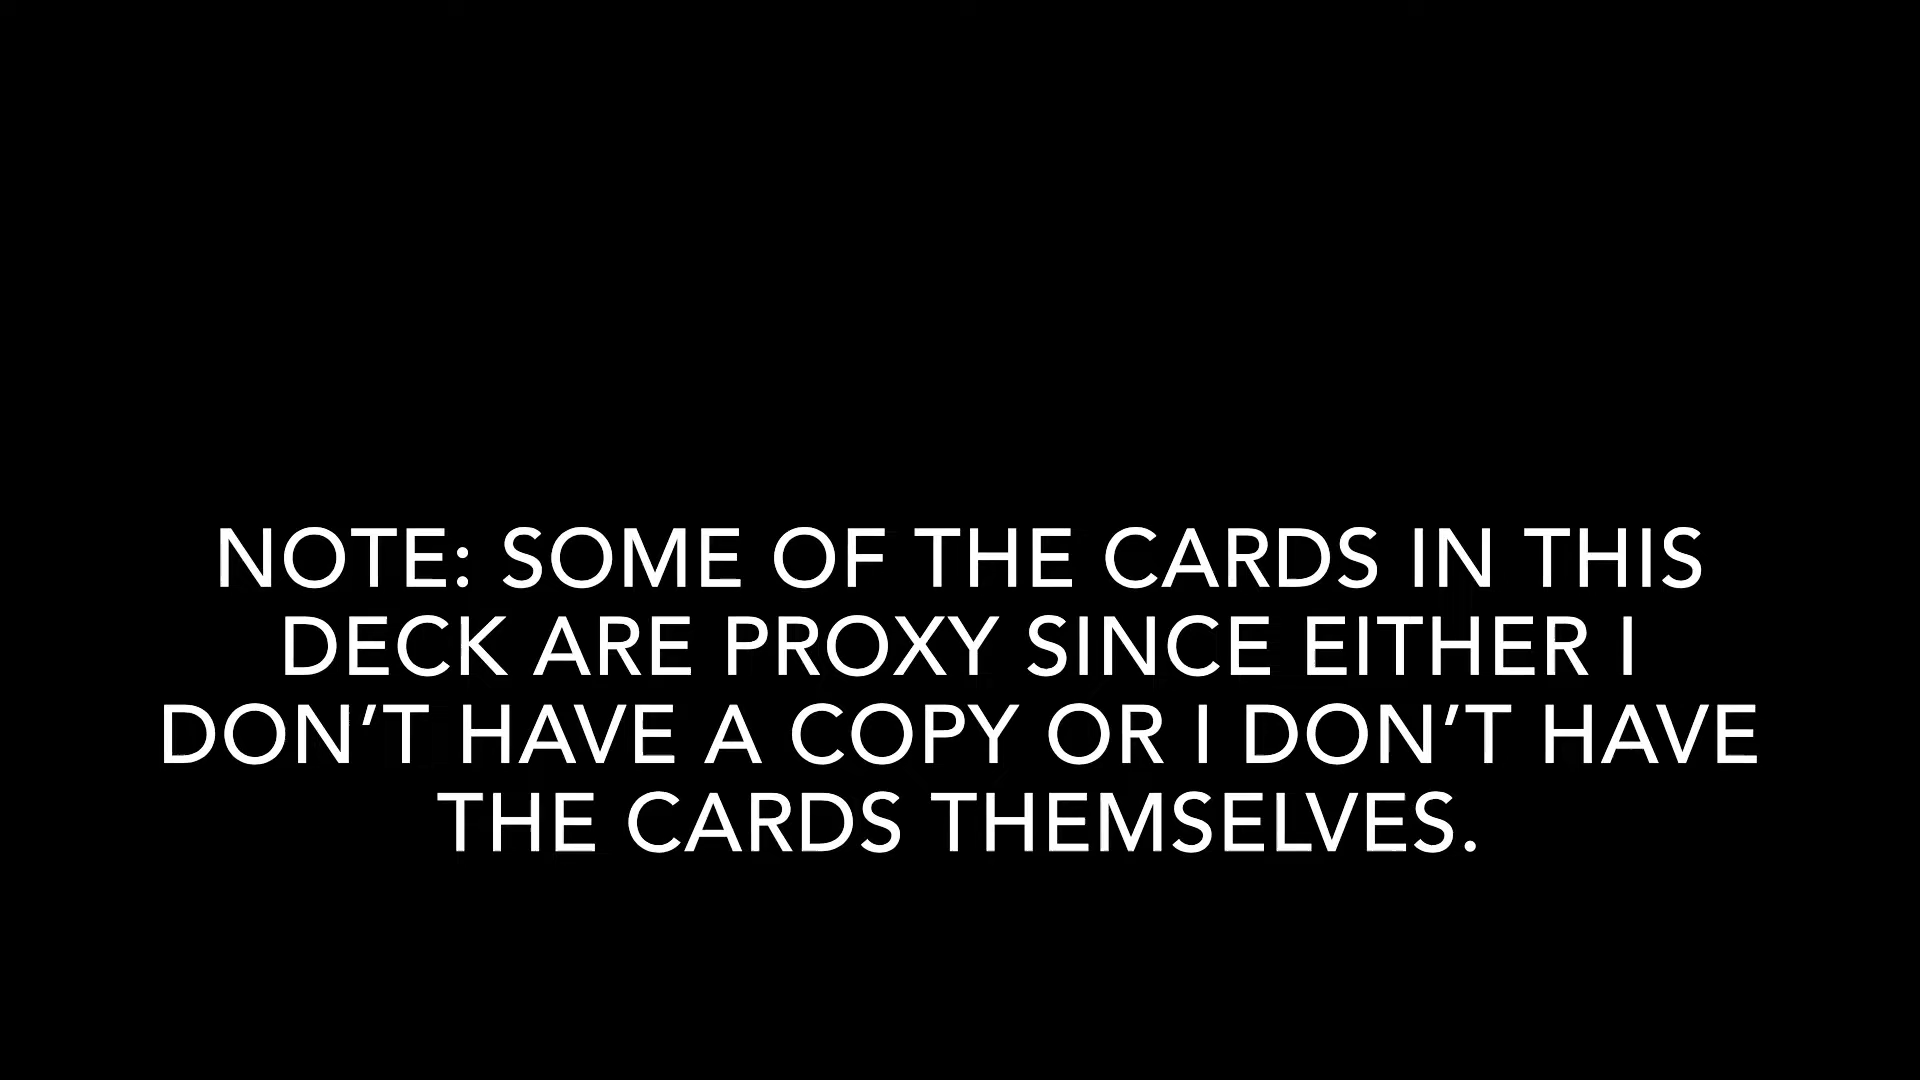 NOTE: SOME OF THE CARDS IN THIS
DECK ARE PROXY SINCE EITHER I
DON’T HAVE A COPY OR I DON’T HAVE
THE CARDS THEMSELVES.